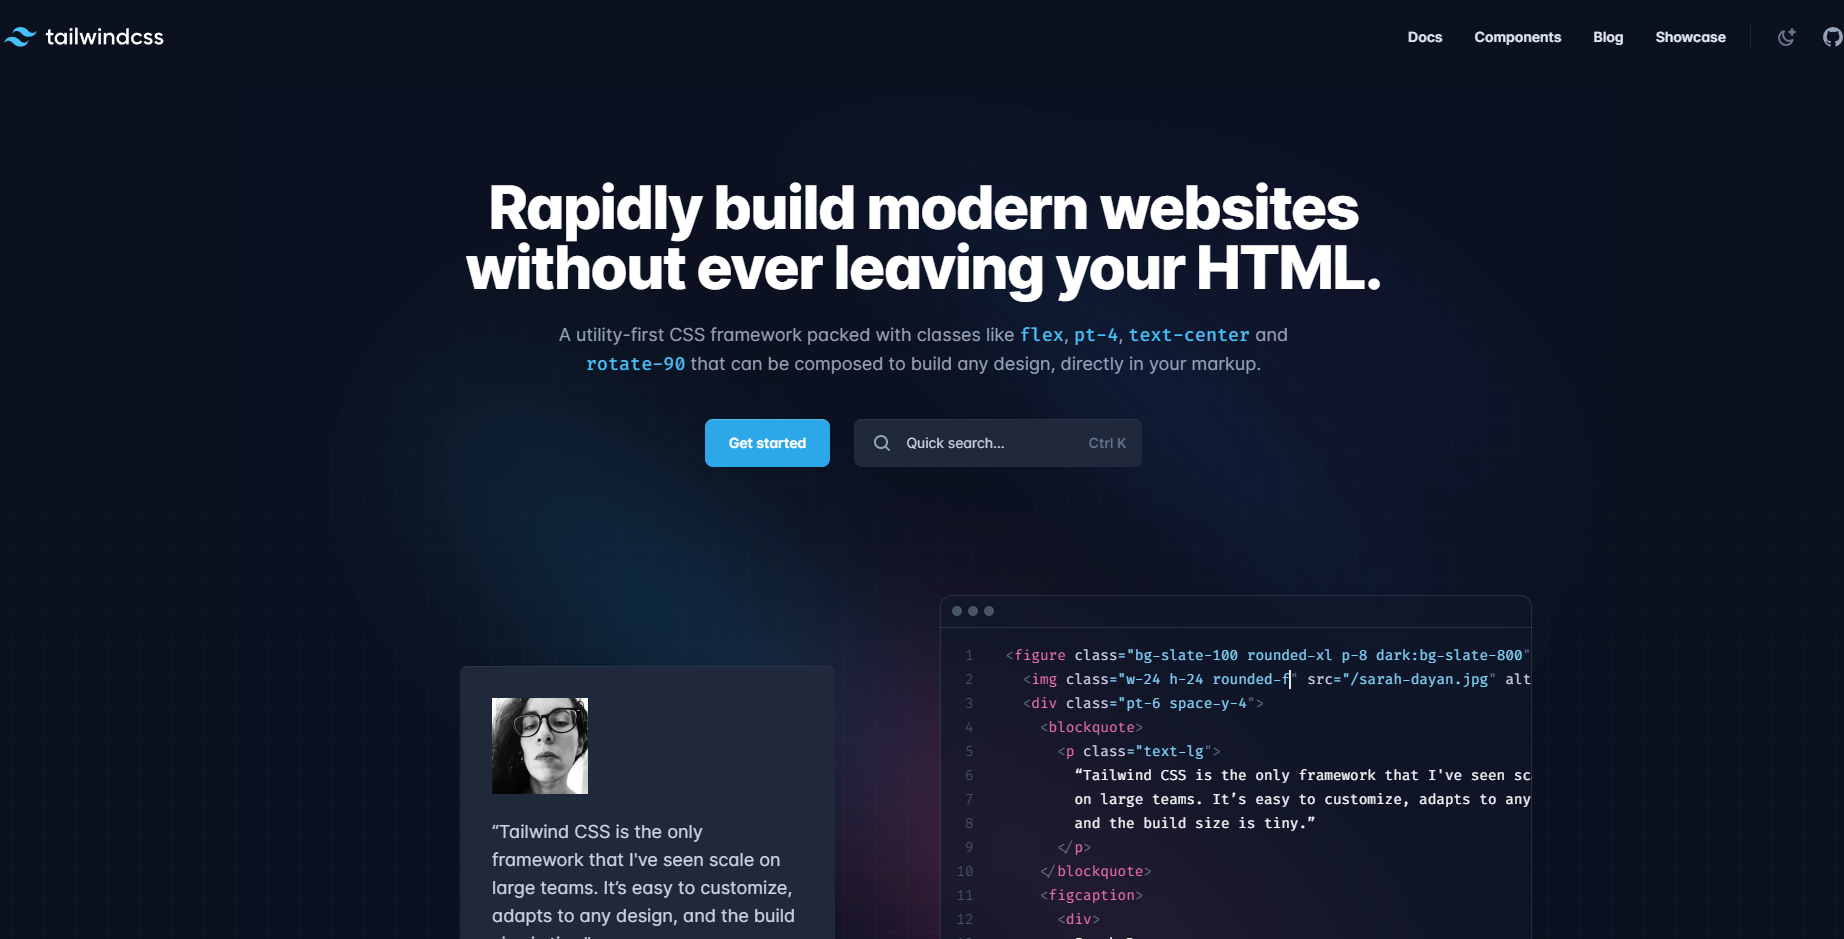 tailwindcss
Docs Components Blog Showcase
Rapidly build modern websites
without ever leaving your HTML.
A utility-first CSS framework packed with classes like flex, pt-4, text-center and
rotate-90 that can be composed to build any design, directly in your markup.
Get started
Quick search... Ctrl K
“Tailwind CSS is the only
framework that I've seen scale on
large teams. It’s easy to customize,
adapts to any design, and the build
1 <figure class="bg-slate-100 rounded-xl p-8 dark:bg-slate-800"
2 <img class="w-24 h-24 rounded-f" src="/sarah-dayan.jpg" alt
3 <div class="pt-6 space-y-4">
4 <blockquote>
5 <p class="text-lg">
6 “Tailwind CSS is the only framework that I've seen sc
7 on large teams. It’s easy to customize, adapts to any
8 and the build size is tiny.”
9 </p>
10 </blockquote>
11 <figcaption>
12 <div>